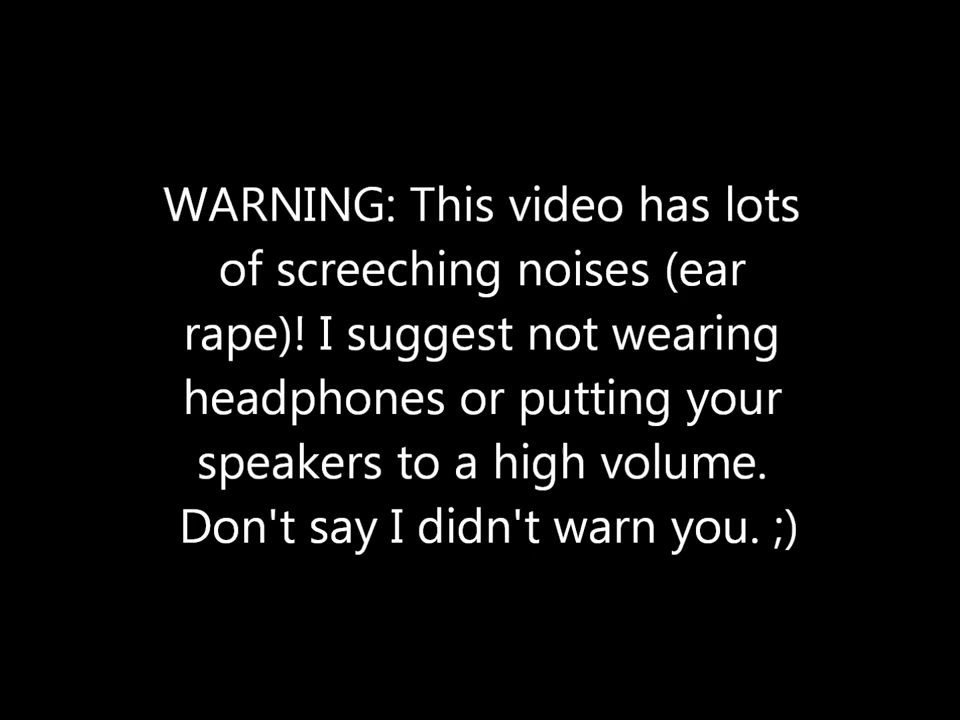 WARNING: This video has lots
of screeching noises (ear
rape)! I suggest not wearing
headphones or putting your
speakers to a high volume.
Don't say I didn't warn you. ;)